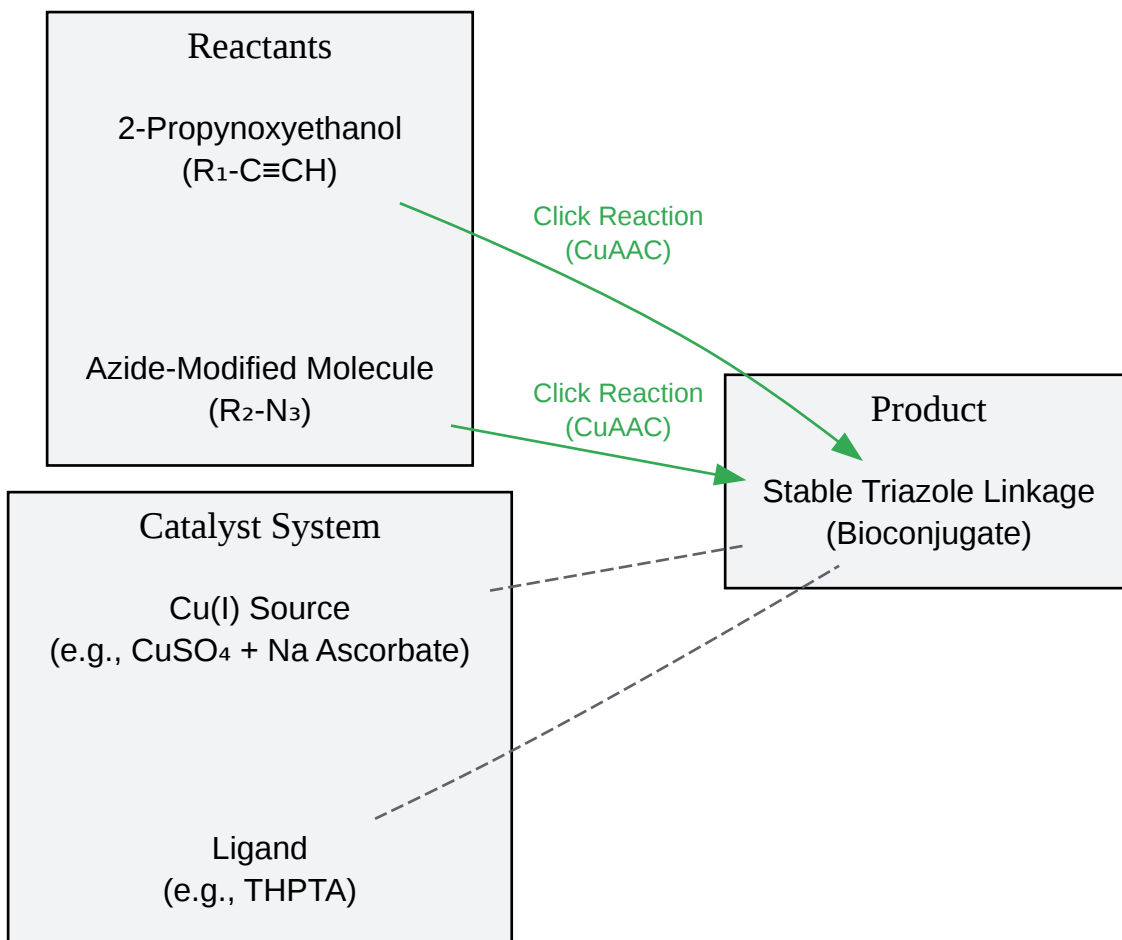 Reactants
2-Propynoxyethanol
(R₁-C≡CH)
Click Reaction
(CuAAC)
Azide-Modified Molecule
(R₂-N₃)
Click Reaction
(CuAAC)
Product
Stable Triazole Linkage
(Bioconjugate)
Catalyst System
Cu(I) Source
(e.g., CuSO₄ + Na Ascorbate)
Ligand
(e.g., THPTA)